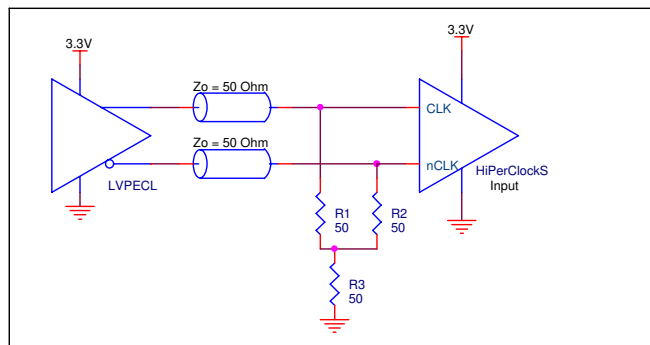 3.3V
3.3V
Zo = 50 Ohm
CLK
Zo = 50 Ohm
nCLK
LVPECL
HiPerClockS
Input
R1
50
R2
50
R3
50